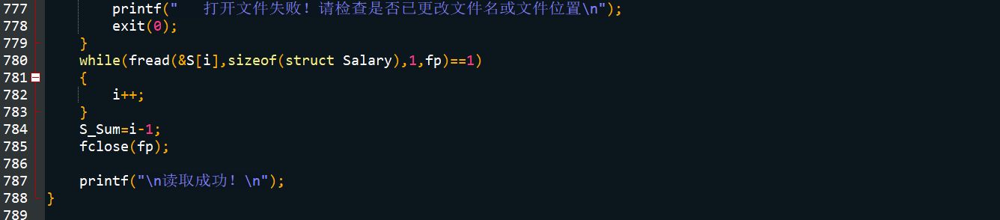 777 printf("   打开文件失败！请检查是否已更改文件名或文件位置\n");
778 exit(0);
779 }
780 while(fread(&S[i],sizeof(struct Salary),1,fp)==1)
781 {
782 i++;
783 }
784 S_Sum=i-1;
785 fclose(fp);
786
787 printf("\n读取成功！\n");
788 }
789